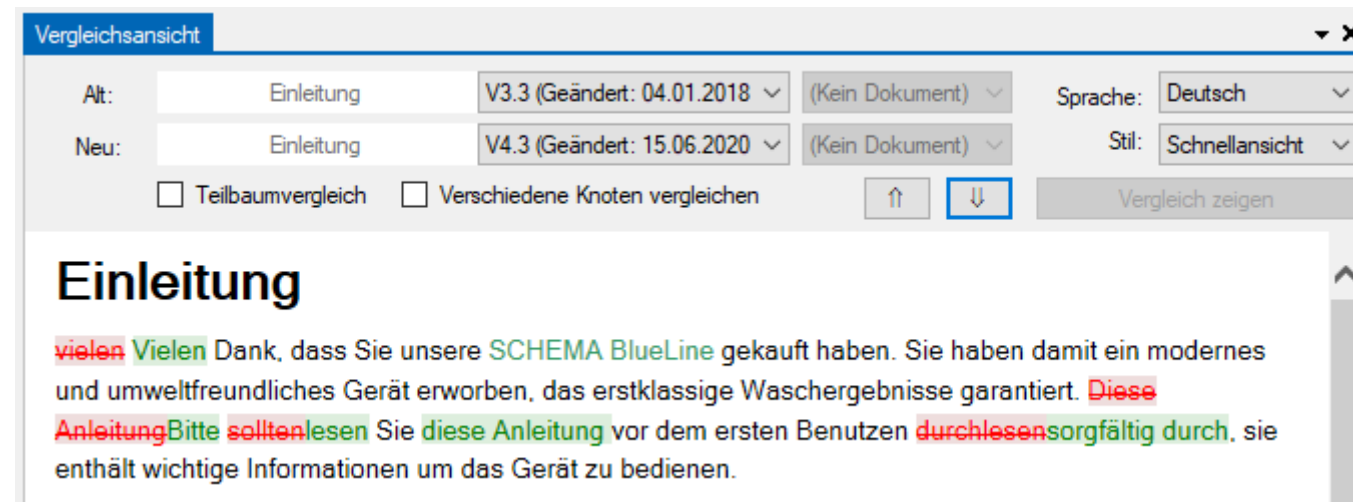 Vergleichsansicht
Alt: Einleitung V3.3 (Geändert: 04.01.2018 (Kein Dokument) Sprache: Deutsch
Neu: Einleitung V4.3 (Geändert: 15.06.2020 (Kein Dokument) Stil: Schnellansicht
Teilbaumvergleich Verschiedene Knoten vergleichen ⇑ ⇓ Vergleich zeigen
Einleitung
vielen Vielen Dank, dass Sie unsere SCHEMA BlueLine gekauft haben. Sie haben damit ein modernes
und umweltfreundliches Gerät erworben, das erstklassige Waschergebnisse garantiert. Diese
AnleitungBitte solltenlesen Sie diese Anleitung vor dem ersten Benutzen durchlesensorgfältig durch, sie
enthält wichtige Informationen um das Gerät zu bedienen.